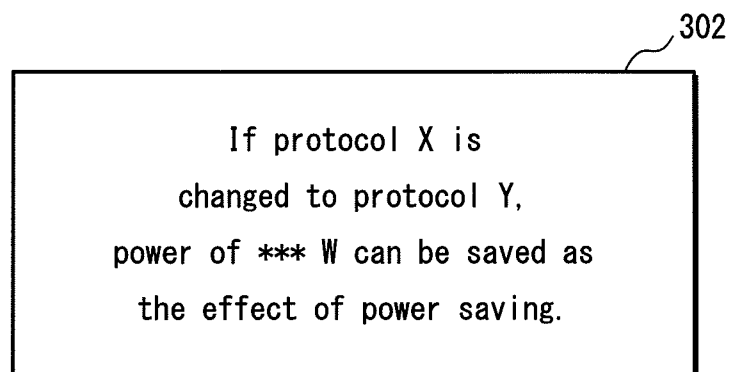 302
If protocol X is
changed to protocol Y,
power of *** W can be saved as
the effect of power saving.